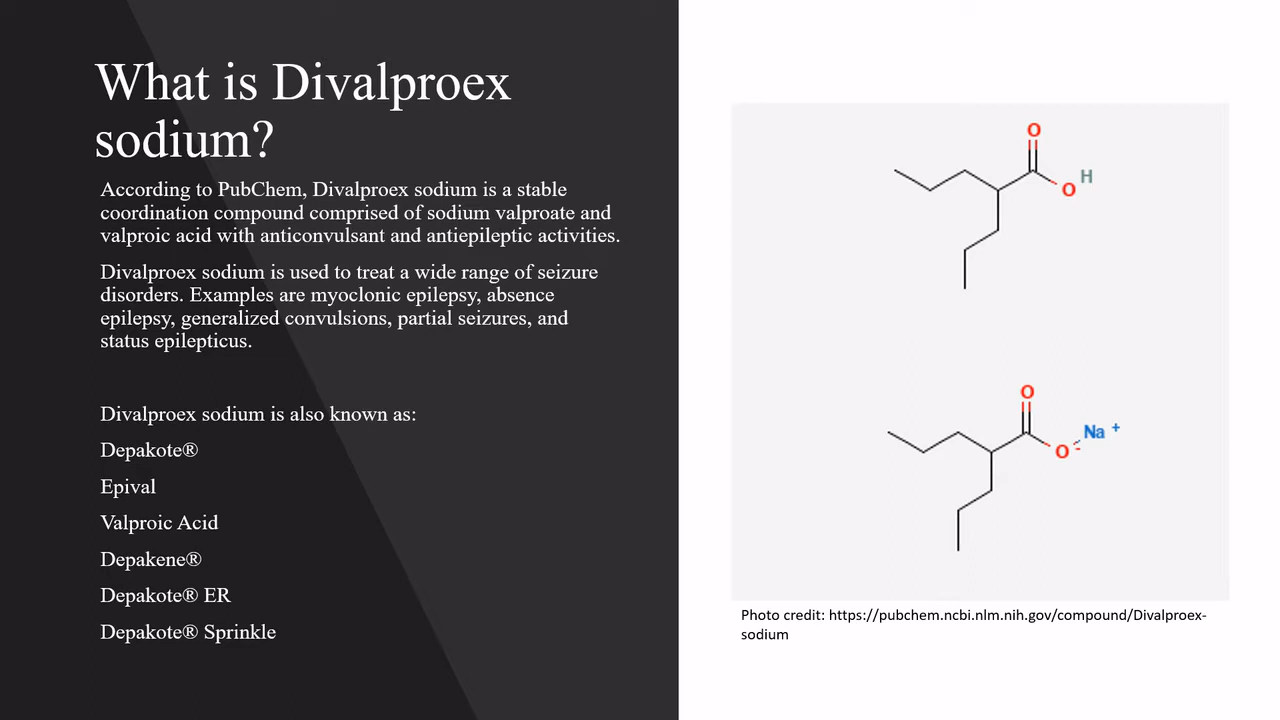 What is Divalproex
sodium?
According to PubChem, Divalproex sodium is a stable
coordination compound comprised of sodium valproate and
valproic acid with anticonvulsant and antiepileptic activities.
Divalproex sodium is used to treat a wide range of seizure
disorders. Examples are myoclonic epilepsy, absence
epilepsy, generalized convulsions, partial seizures, and
status epilepticus.
Divalproex sodium is also known as:
Depakote®
Epival
Valproic Acid
Depakene®
Depakote® ER
Depakote® Sprinkle
O
H
O
O
Na +
O -
Photo credit: https://pubchem.ncbi.nlm.nih.gov/compound/Divalproex-
sodium